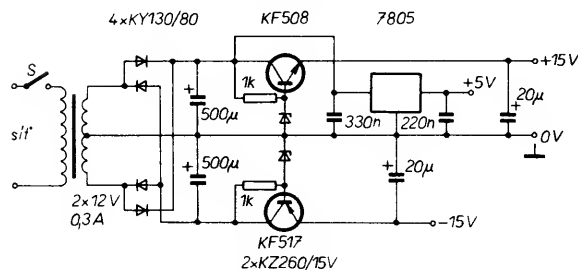 4×KY130/80 KF508 7805
S
1k
+15V
+5V
+
500µ
330n
220n
+
20µ
síť
0V
+
500µ
+
20µ
1k
2×12V
0,3A
-15V
KF517
2×KZ260/15V